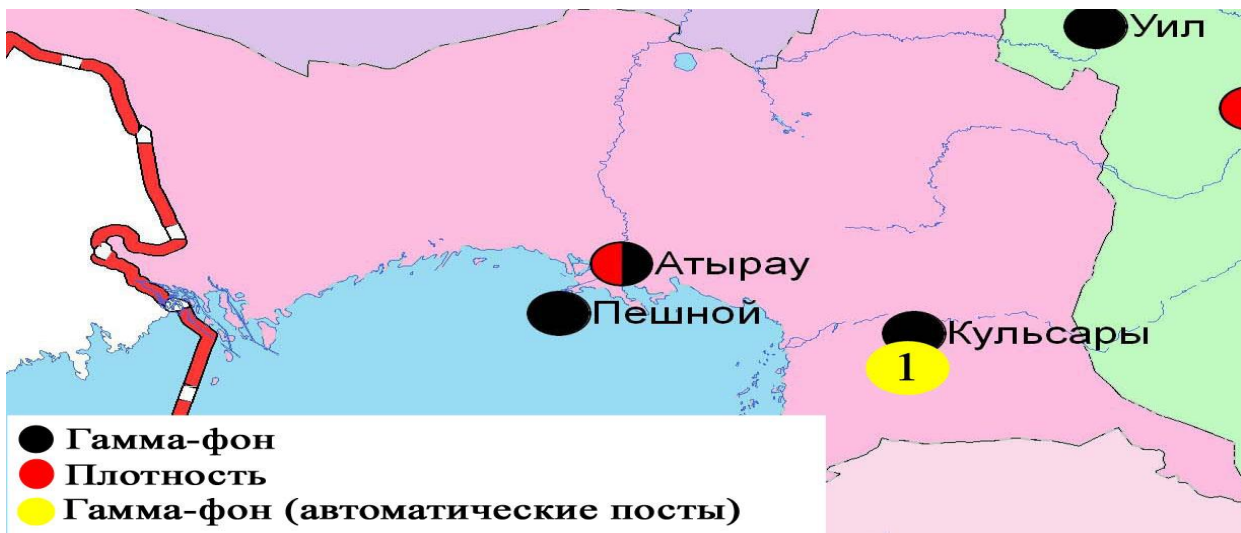 Уил
Атырау
Пешной
Кульсары
1
Гамма-фон
Плотность
Гамма-фон (автоматические посты)